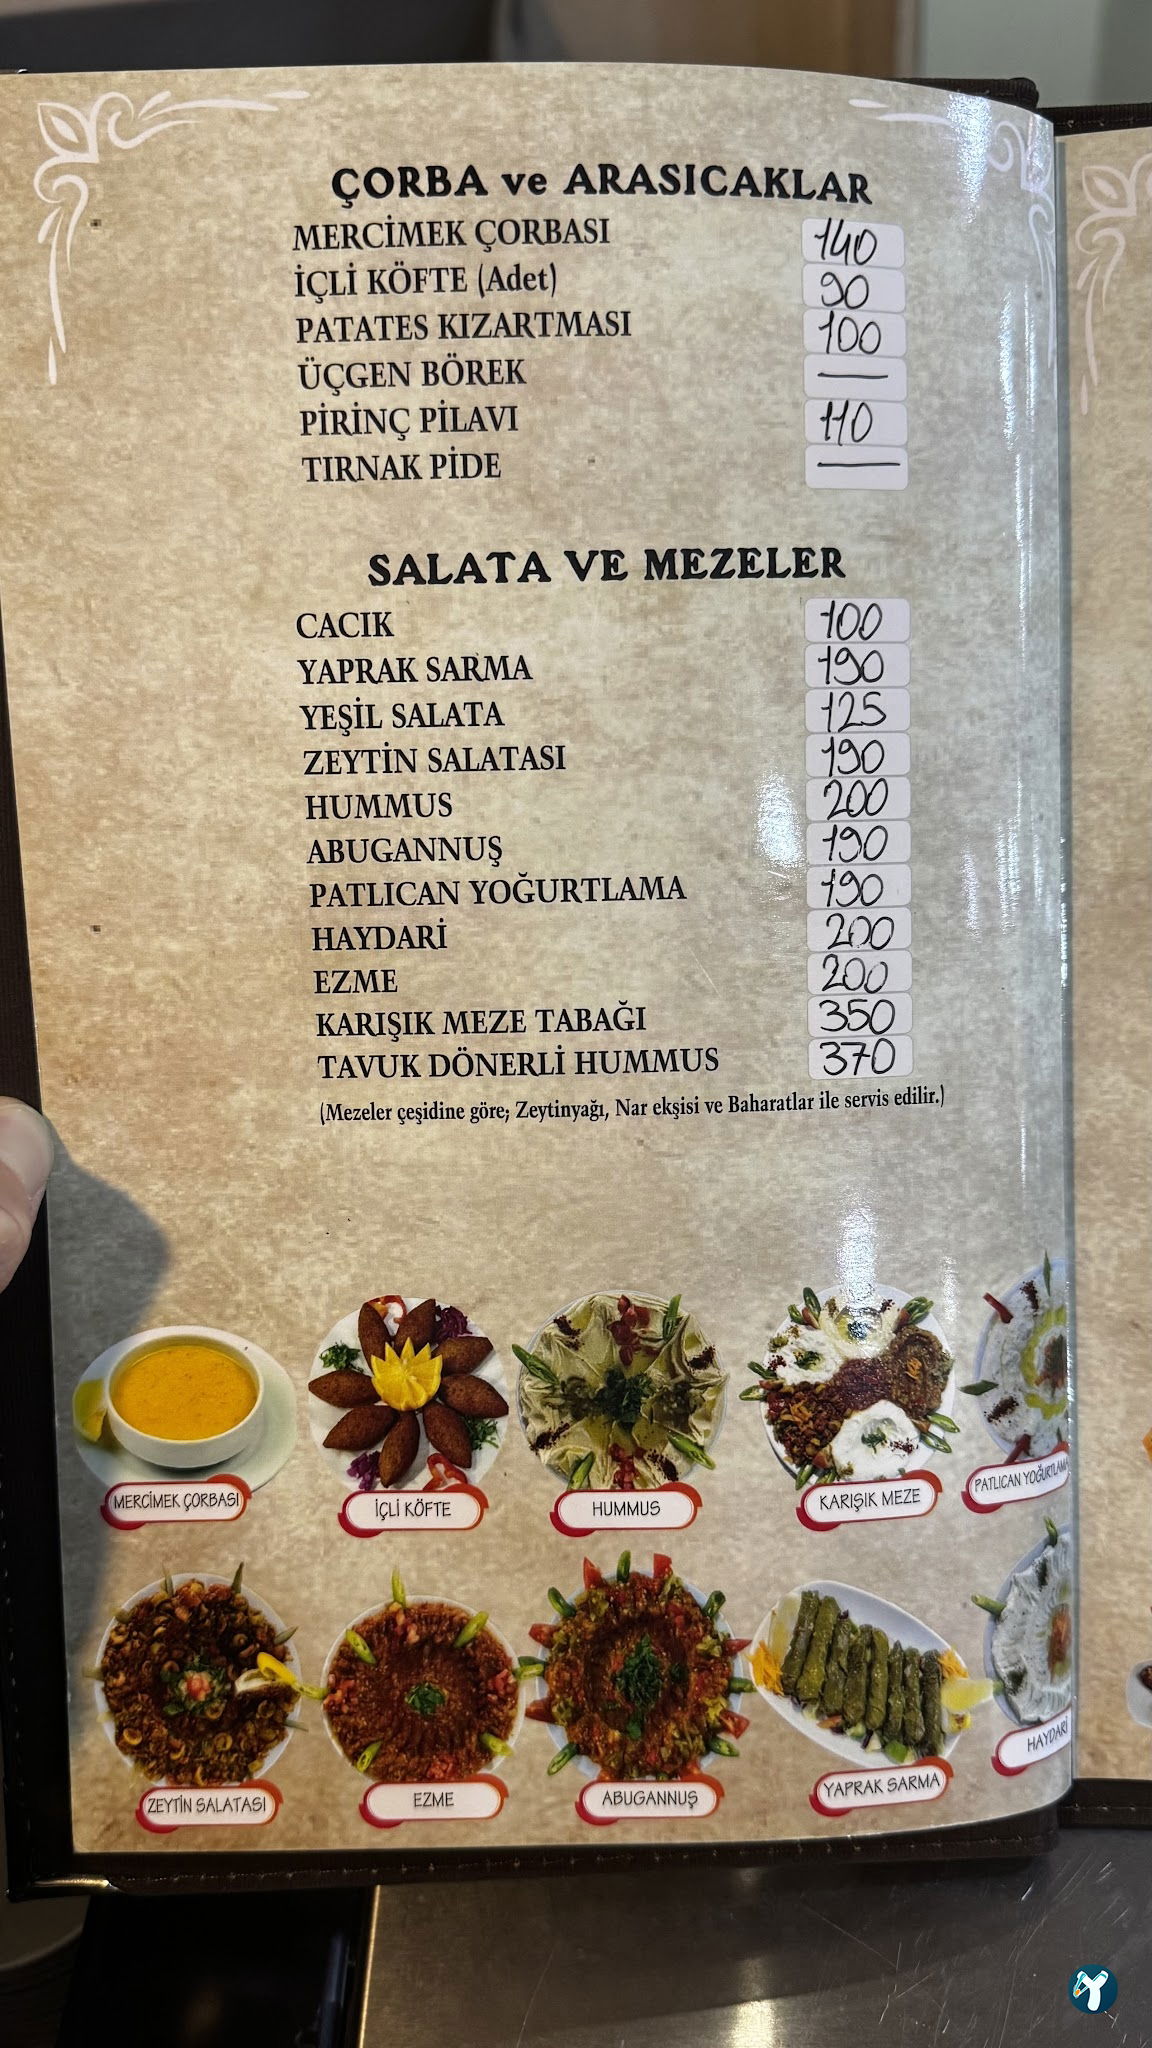 ÇORBA ve ARASICAKLAR
MERCİMEK ÇORBASI 140
İÇLİ KÖFTE (Adet) 90
PATATES KIZARTMASI 100
ÜÇGEN BÖREK —
PİRİNÇ PİLAVI 110
TIRNAK PİDE —
SALATA VE MEZELER
CACIK 100
YAPRAK SARMA 190
YEŞİL SALATA 125
ZEYTİN SALATASI 190
HUMMUS 200
ABUGANNUŞ 190
PATLICAN YOĞURTLAMA 190
HAYDARİ 200
EZME 200
KARIŞIK MEZE TABAĞI 350
TAVUK DÖNERLİ HUMMUS 370
(Mezeler çeşidine göre; Zeytinyağı, Nar ekşisi ve Baharatlar ile servis edilir.)
MERCİMEK ÇORBASI
İÇLİ KÖFTE
HUMMUS
KARIŞIK MEZE
PATLICAN YOĞURTLAMA
ZEYTİN SALATASI
EZME
ABUGANNUŞ
YAPRAK SARMA
HAYDARİ
Y